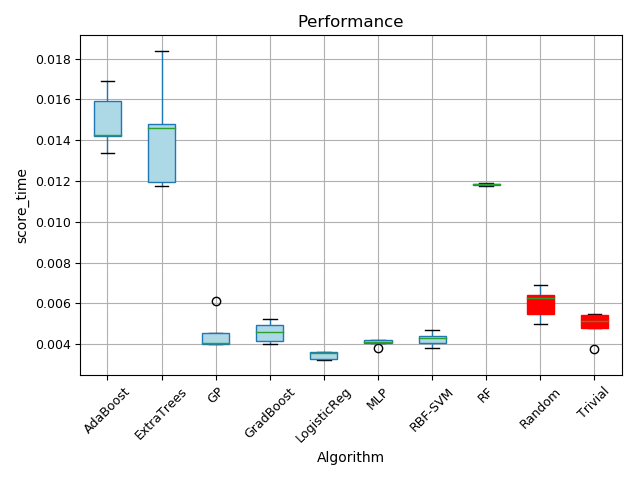 Performance
0.018
0.016
0.014
0.012
0.010
0.008
0.006
0.004
score_time
AdaBoost
ExtraTrees
GP
GradBoost
LogisticReg
MLP
RBF-SVM
RF
Random
Trivial
Algorithm